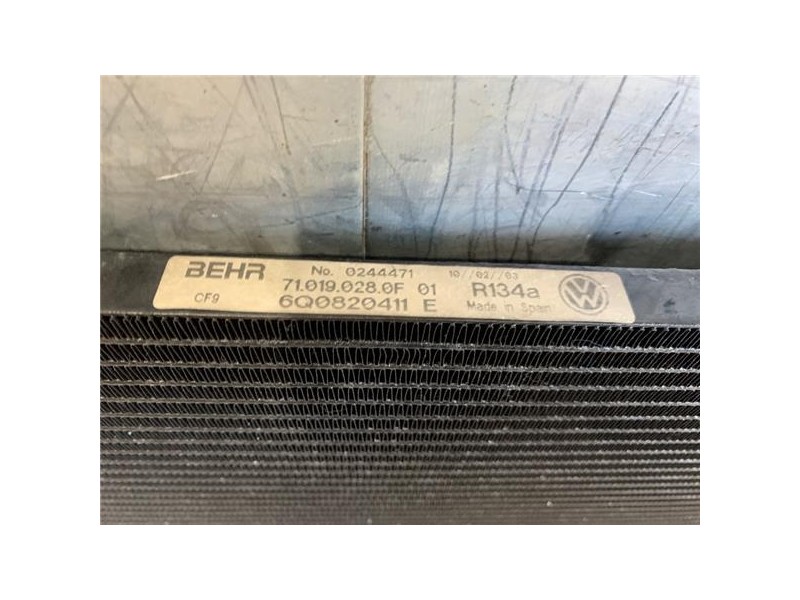 BEHR No. 0244471 10//02//03
71.019.028.0F 01 R134a
CF9 6Q0820411 E Made in Spain